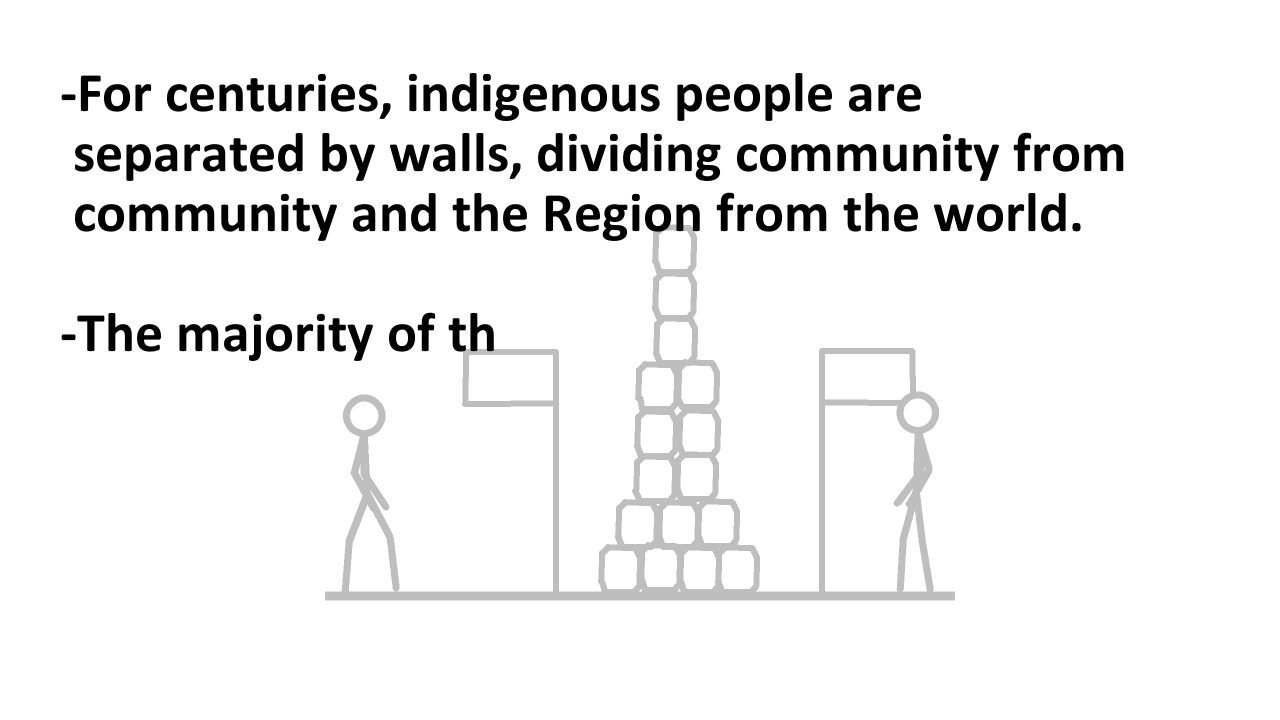 -For centuries, indigenous people are
separated by walls, dividing community from
community and the Region from the world.
-The majority of th